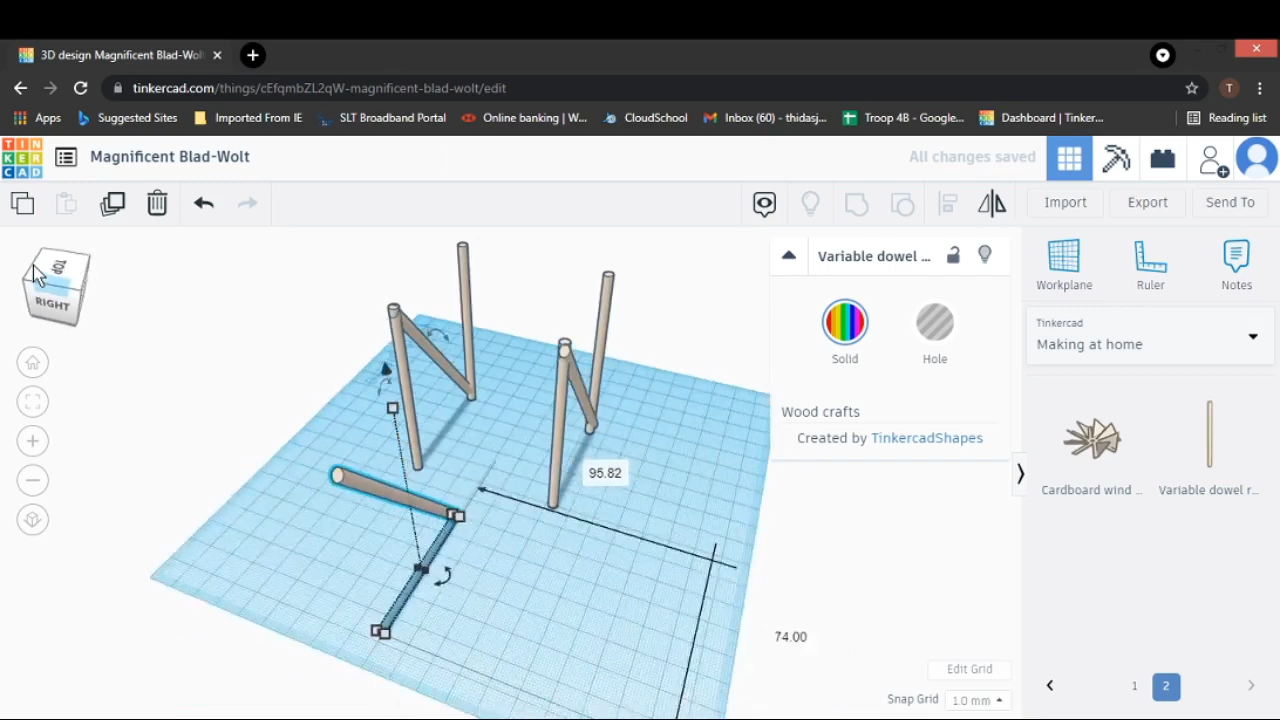 3D design Magnificent Blad-Wolt
tinkercad.com/things/cEfqmbZL2qW-magnificent-blad-wolt/edit
T
Apps Suggested Sites Imported From IE SLT Broadband Portal Online banking | W... CloudSchool Inbox (60) - thidasj... Troop 4B - Google... Dashboard | Tinker... Reading list
TIN
KER
CAD
Magnificent Blad-Wolt
All changes saved
Import Export Send To
TOP
RIGHT
Variable dowel ...
Solid Hole
Wood crafts
Created by TinkercadShapes
Workplane Ruler Notes
Tinkercad
Making at home
Cardboard wind ... Variable dowel r...
95.82
74.00
Edit Grid
Snap Grid 1.0 mm
1 2